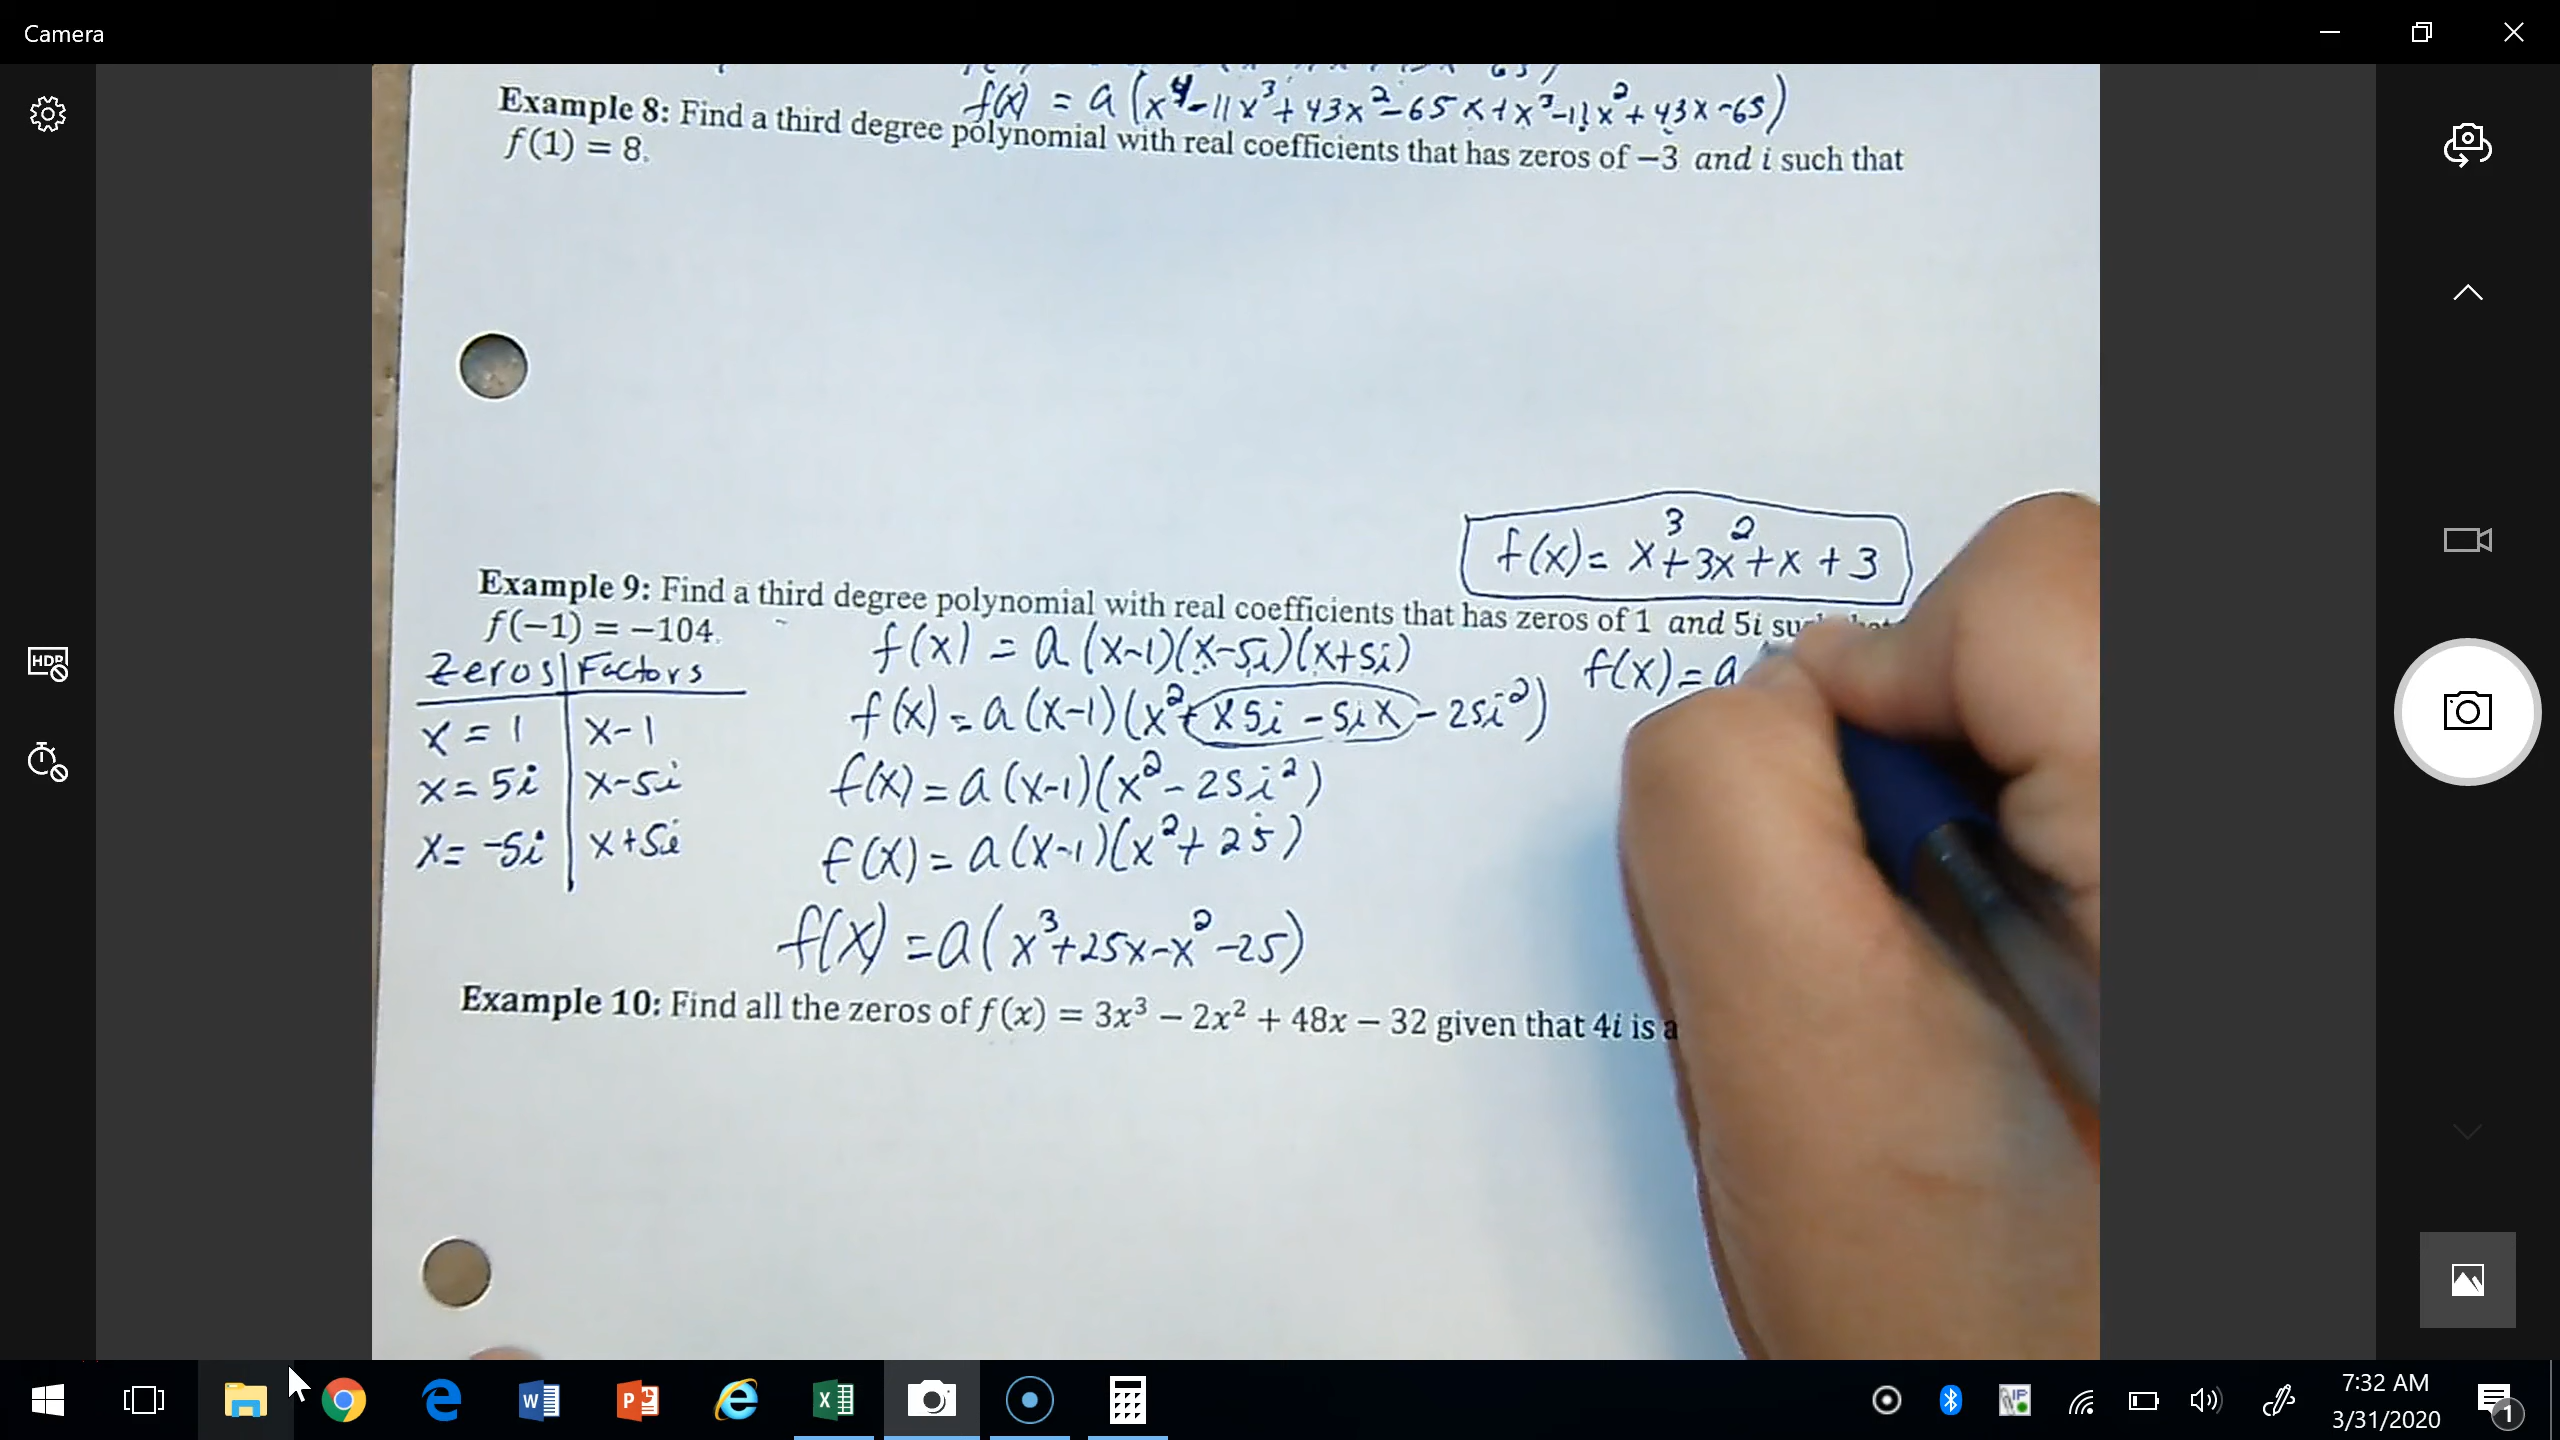 Camera
f(x) = a(x⁴-11x³+43x²-65x+x³-11x²+43x-65)
Example 8: Find a third degree polynomial with real coefficients that has zeros of −3 and i such that
f(1) = 8.
f(x) = x³+3x²+x+3
Example 9: Find a third degree polynomial with real coefficients that has zeros of 1 and 5i
f(−1) = −104.
f(x) = a(x-1)(x-5i)(x+5i)
f(x)=a
Zeros | Factors
f(x) = a(x-1)(x²+x5i-5ix-25i²)
x = 1 | x-1
f(x) = a(x-1)(x²-25i²)
x = 5i | x-5i
f(x) = a(x-1)(x²+25)
x = -5i | x+5i
f(x) = a(x³+25x-x²-25)
Example 10: Find all the zeros of f(x) = 3x³ − 2x² + 48x − 32 given that 4i is a
HDR
7:32 AM
3/31/2020
1